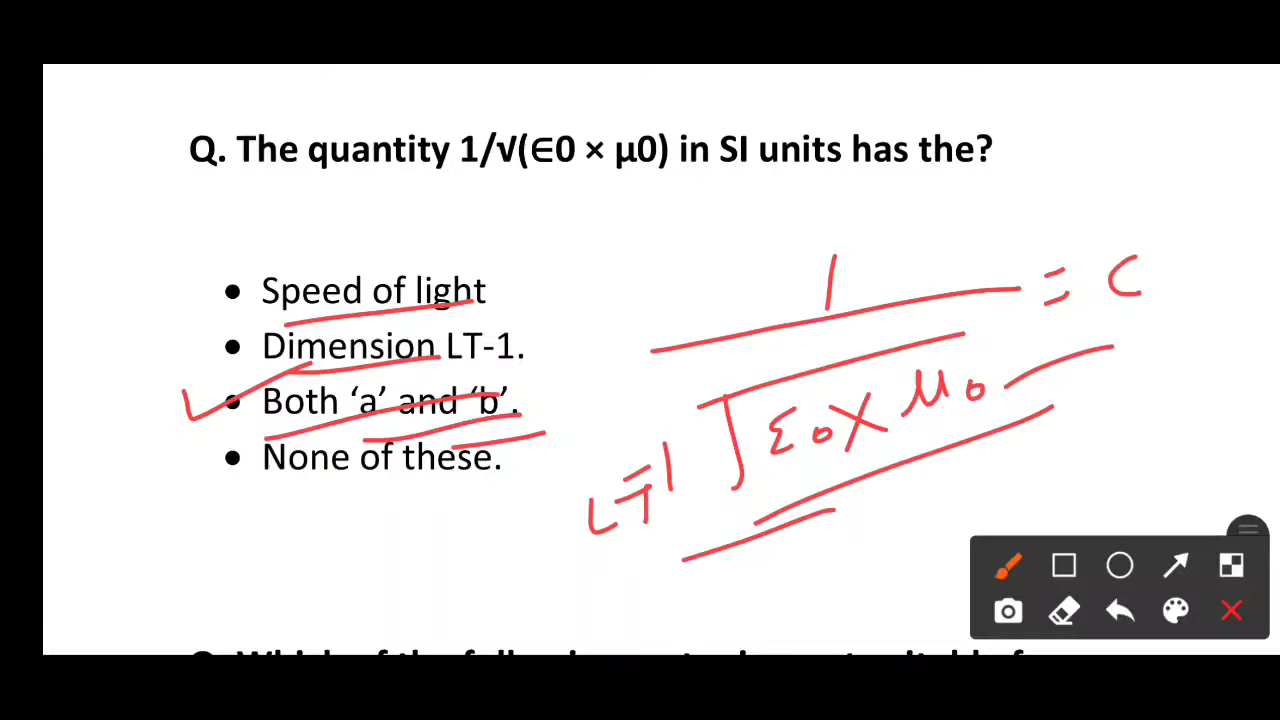 Q. The quantity 1/√(∈0 × μ0) in SI units has the?
• Speed of light
• Dimension LT-1.
• Both ‘a’ and ‘b’.
• None of these.
1
= C
√ε0 × μ0
LT-1